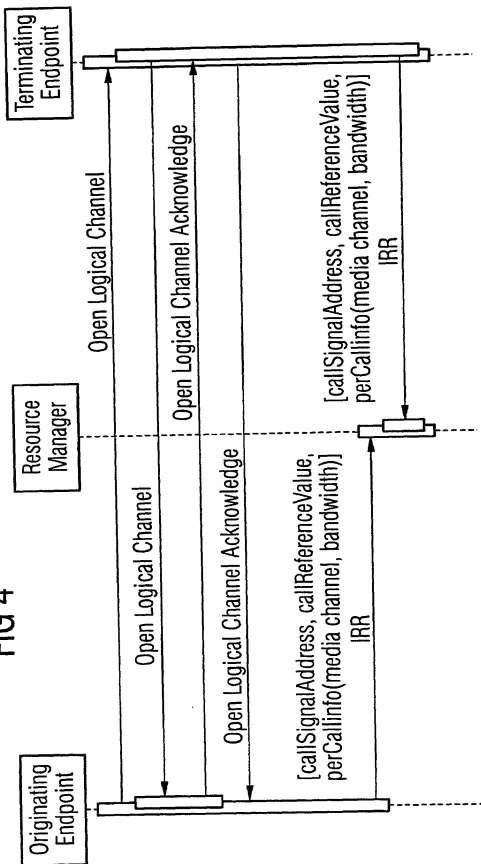 FIG 4
Originating
Endpoint
Resource
Manager
Terminating
Endpoint
Open Logical Channel
Open Logical Channel
Open Logical Channel Acknowledge
Open Logical Channel Acknowledge
[callSignalAddress, callReferenceValue,
perCallinfo(media channel, bandwidth)]
IRR
[callSignalAddress, callReferenceValue,
perCallinfo(media channel, bandwidth)]
IRR